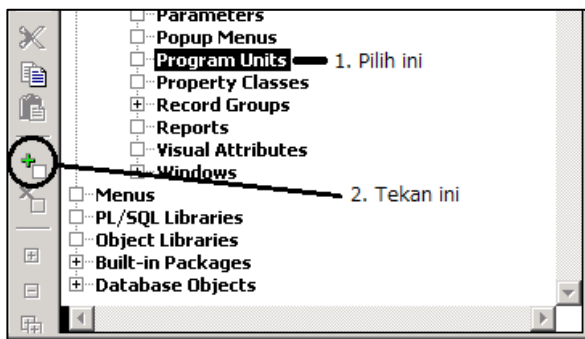 Parameters
Popup Menus
Program Units 1. Pilih ini
Property Classes
Record Groups
Reports
Visual Attributes
Windows
Menus 2. Tekan ini
PL/SQL Libraries
Object Libraries
Built-in Packages
Database Objects